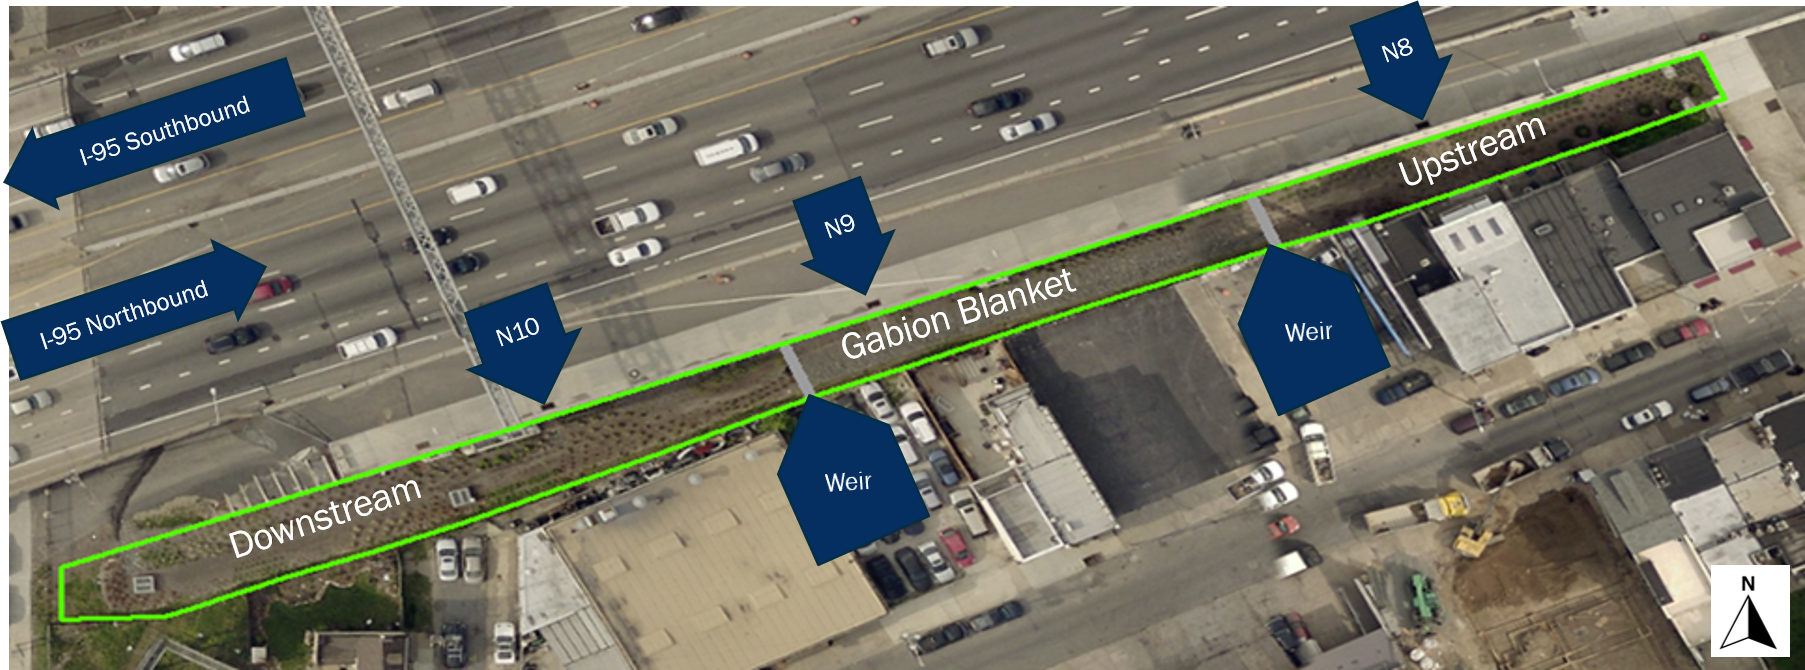 N8
I-95 Southbound
Upstream
N9
I-95 Northbound
Gabion Blanket
N10
Weir
Weir
Downstream
N